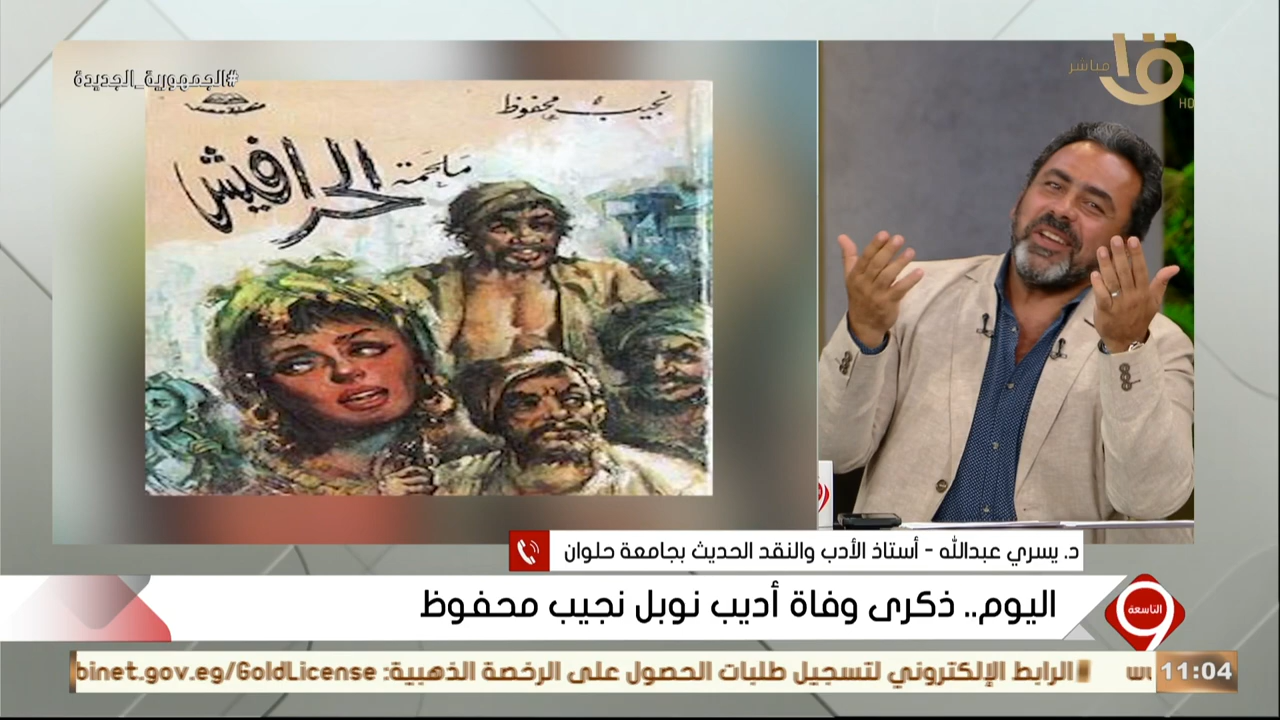 #الجمهورية_الجديدة
مباشر
HD
نجيب محفوظ
ملحمة
الحرافيش
د. يسري عبدالله - أستاذ الأدب والنقد الحديث بجامعة حلوان
اليوم.. ذكرى وفاة أديب نوبل نجيب محفوظ
التاسعة
9
الرابط الإلكتروني لتسجيل طلبات الحصول على الرخصة الذهبية: binet.gov.eg/GoldLicense
11:04